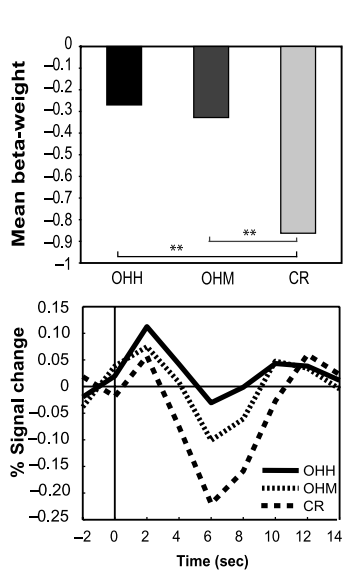 Mean beta-weight
0
–0.1
–0.2
–0.3
–0.4
–0.5
–0.6
–0.7
–0.8
–0.9
–1
**
**
OHH OHM CR
% Signal change
0.15
0.10
0.05
0
–0.05
–0.10
–0.15
–0.20
–0.25
OHH
OHM
CR
–2 0 2 4 6 8 10 12 14
Time (sec)